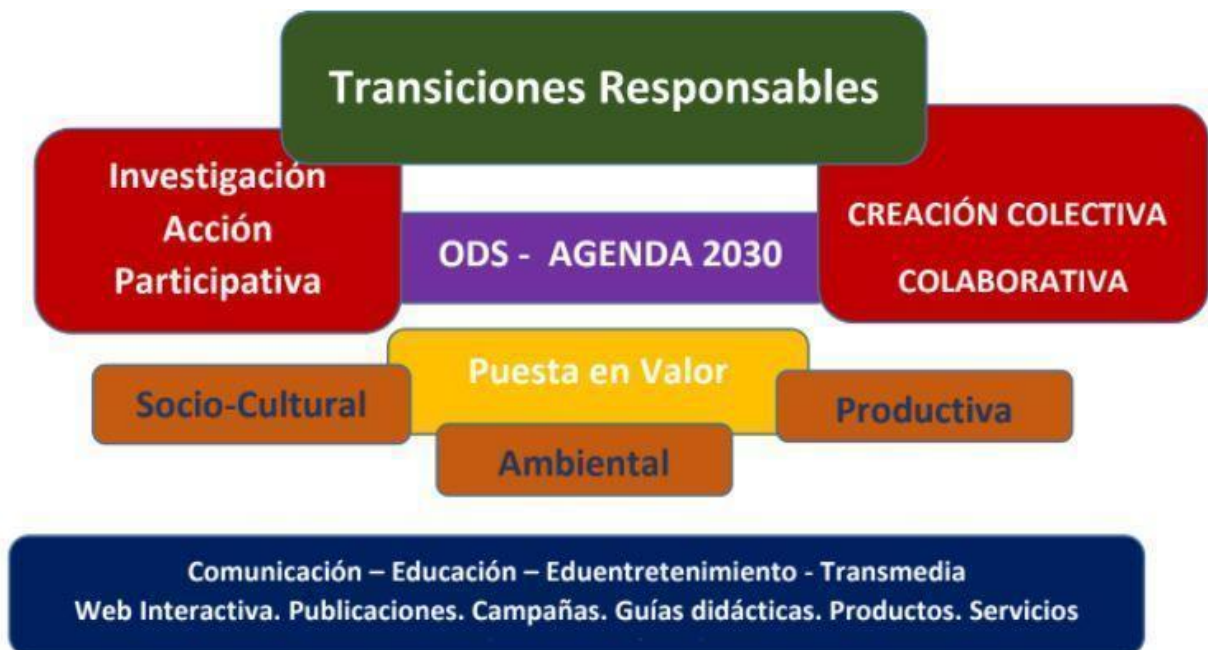 Transiciones Responsables
Investigación
Acción
Participativa
ODS - AGENDA 2030
CREACIÓN COLECTIVA
COLABORATIVA
Puesta en Valor
Socio-Cultural
Productiva
Ambiental
Comunicación – Educación – Eduentretenimiento - Transmedia
Web Interactiva. Publicaciones. Campañas. Guías didácticas. Productos. Servicios